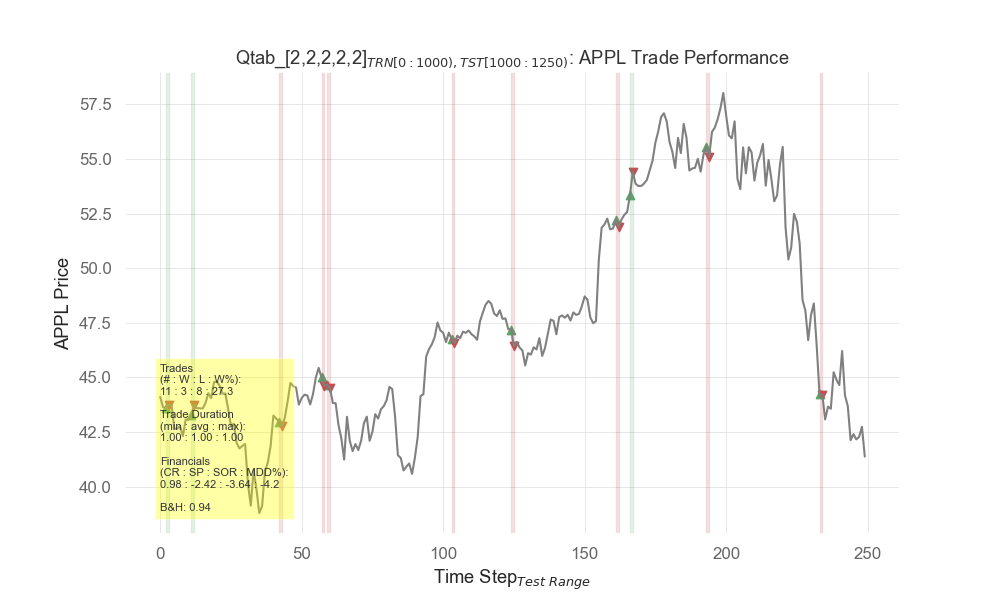 Qtab_[2,2,2,2,2]TRN[0 : 1000), TST[1000 : 1250): APPL Trade Performance
57.5
55.0
52.5
50.0
47.5
45.0
42.5
40.0
APPL Price
Trades
(# : W : L : W%):
11 : 3 : 8 : 27.3
Trade Duration
(min, avg : max):
1.00 : 1.00 : 1.00
Financials
(CR : SP : SOR : MDD%):
0.98 : -2.42 : -3.64 : -4.2
B&H: 0.94
0 50 100 150 200 250
Time StepTest Range